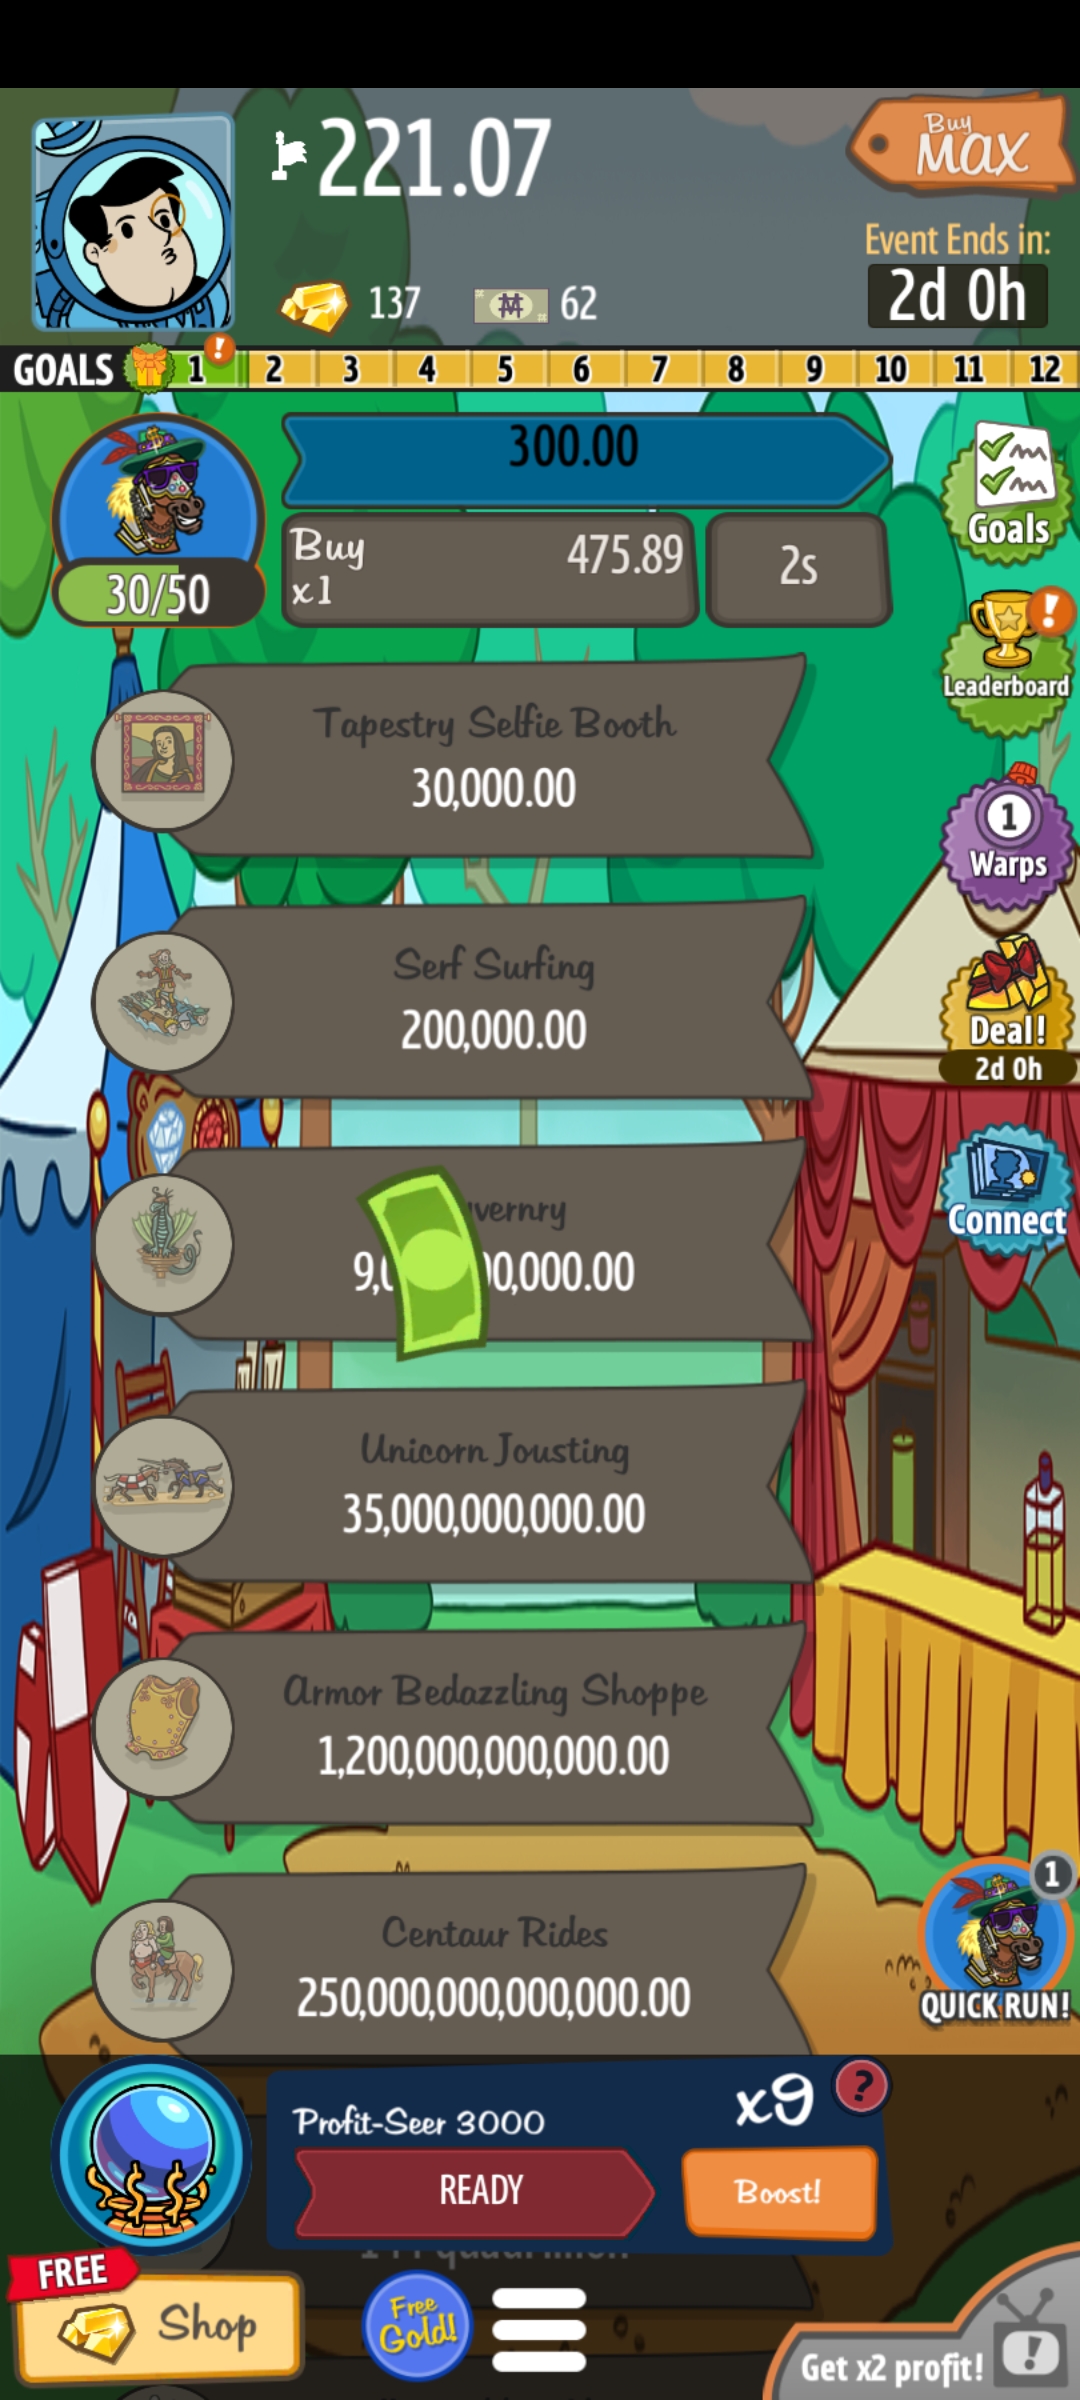 221.07
Buy
MAX
Event Ends in:
2d 0h
137
62
GOALS 1 ! 2 3 4 5 6 7 8 9 10 11 12
300.00
Buy
x1
475.89
2s
30/50
Goals
!
Leaderboard
Tapestry Selfie Booth
30,000.00
1
Warps
Serf Surfing
200,000.00
Deal!
2d 0h
Connect
Unicorn Jousting
35,000,000,000.00
Armor Bedazzling Shoppe
1,200,000,000,000.00
Centaur Rides
250,000,000,000,000.00
1
QUICK RUN!
Profit-Seer 3000
x9
?
READY
Boost!
FREE
Shop
Free
Gold!
Get x2 profit!
!